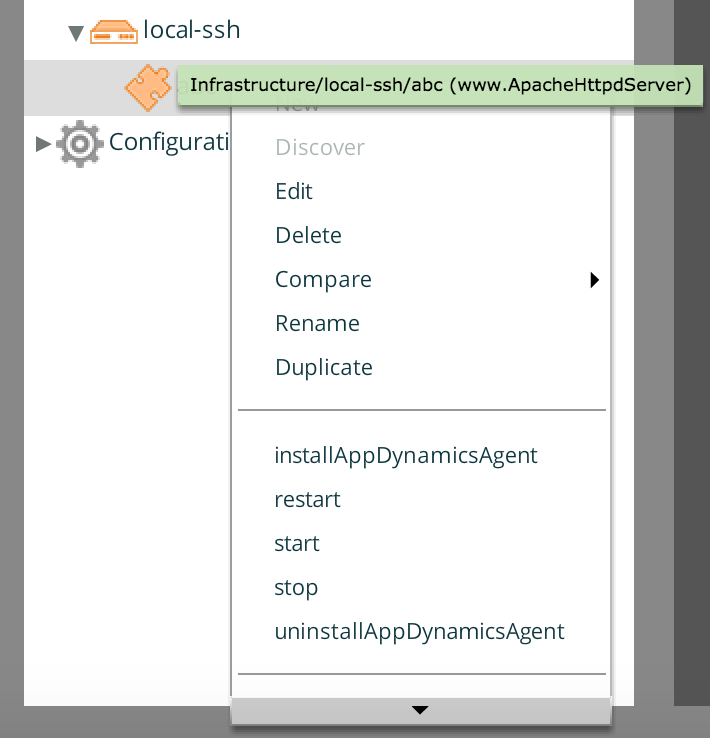 local-ssh
Infrastructure/local-ssh/abc (www.ApacheHttpdServer)
New
Configurati
Discover
Edit
Delete
Compare
Rename
Duplicate
installAppDynamicsAgent
restart
start
stop
uninstallAppDynamicsAgent